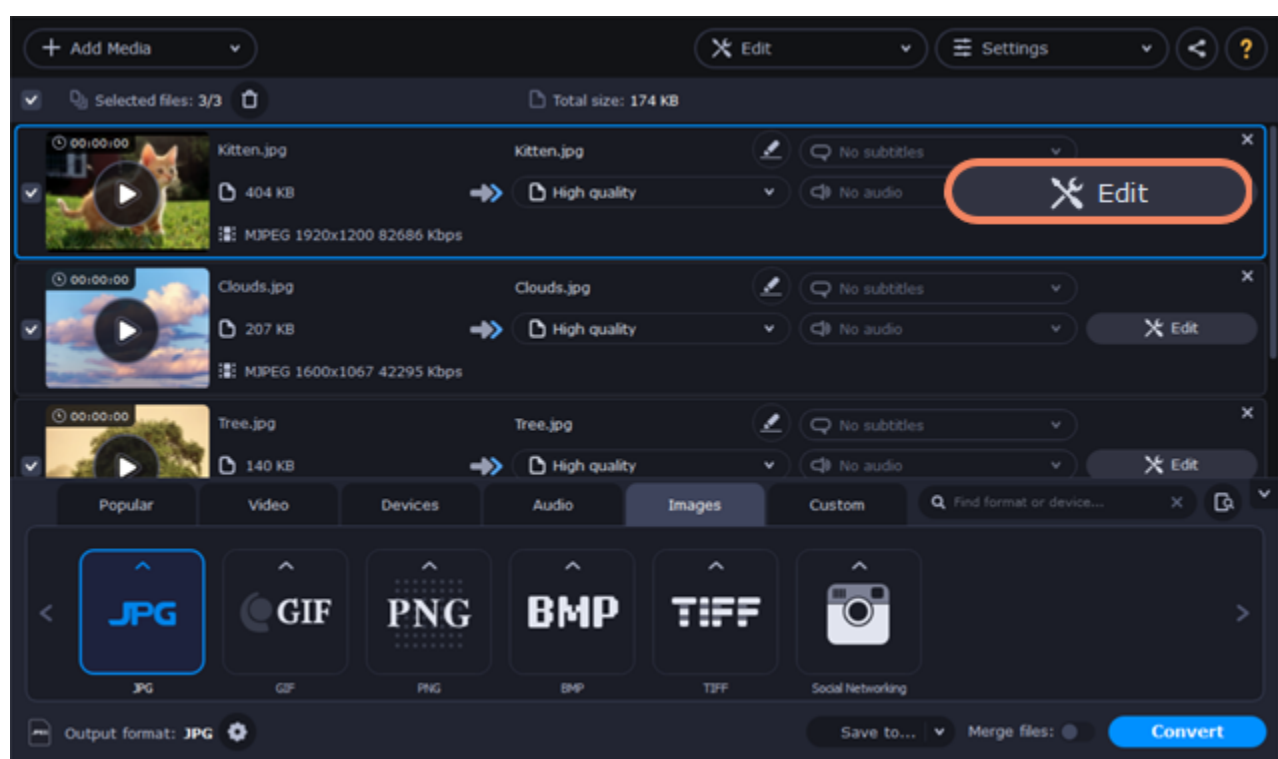 Add Media
Edit
Settings
?
Selected files: 3/3
Total size: 174 KB
00:00:00
Kitten.jpg
Kitten.jpg
No subtitles
404 KB
High quality
No audio
Edit
MJPEG 1920x1200 82686 Kbps
00:00:00
Clouds.jpg
Clouds.jpg
No subtitles
207 KB
High quality
No audio
Edit
MJPEG 1600x1067 42295 Kbps
00:00:00
Tree.jpg
Tree.jpg
No subtitles
140 KB
High quality
No audio
Edit
Popular
Video
Devices
Audio
Images
Custom
Find format or device...
JPG
GIF
PNG
BMP
TIFF
JPG
GIF
PNG
BMP
TIFF
Social Networking
JPEG
Output format: JPG
Save to...
Merge files:
Convert